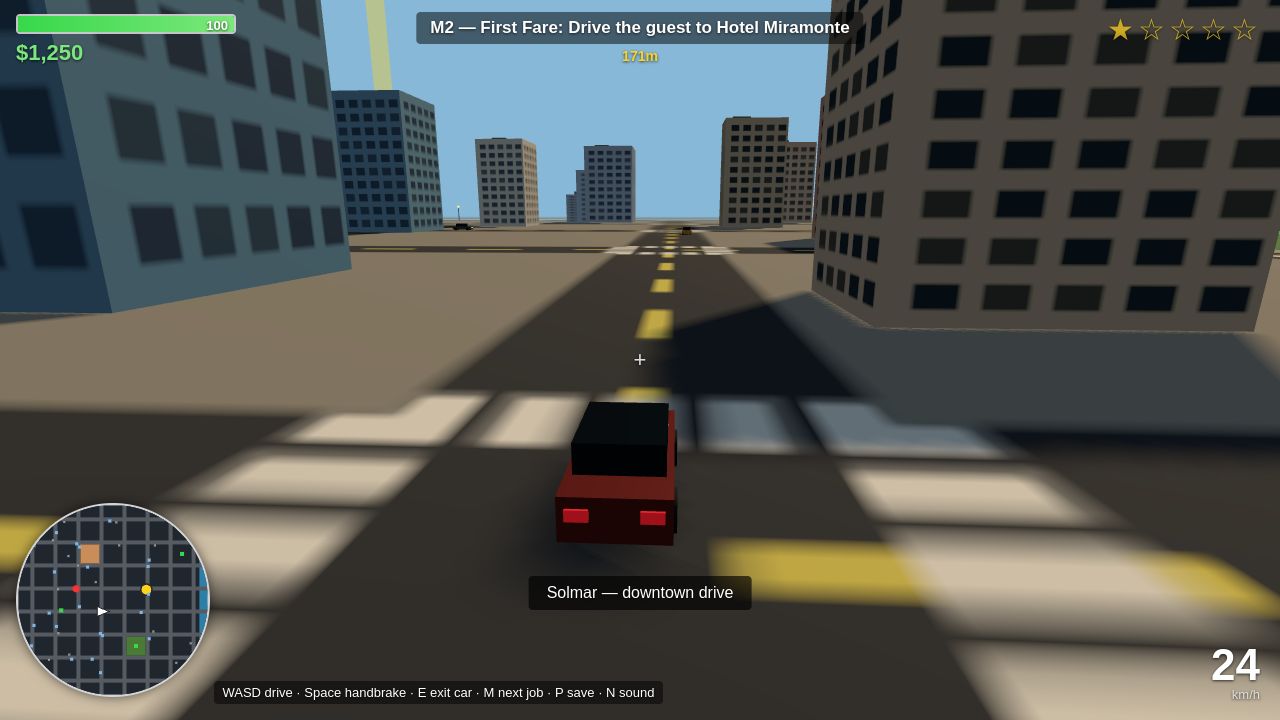 100
$1,250
M2 — First Fare: Drive the guest to Hotel Miramonte
171m
Solmar — downtown drive
WASD drive · Space handbrake · E exit car · M next job · P save · N sound
24
km/h